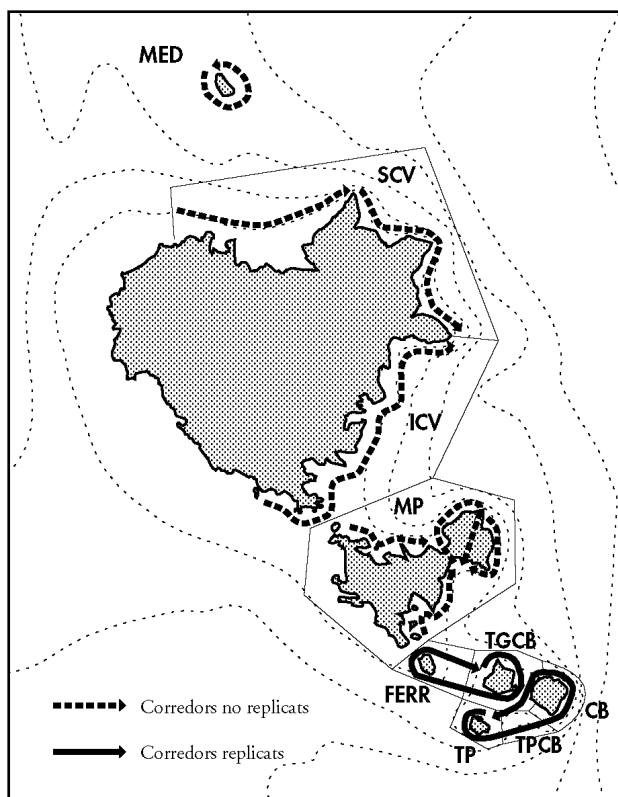 MED
SCV
ICV
MP
TGCB
FERR
CB
TPCB
TP
Corredors no replicats
Corredors replicats